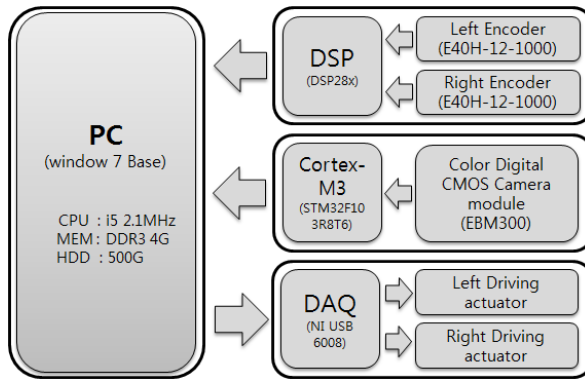 PC
(window 7 Base)
CPU : i5 2.1MHz
MEM : DDR3 4G
HDD : 500G
DSP
(DSP28x)
Left Encoder
(E40H-12-1000)
Right Encoder
(E40H-12-1000)
Cortex-
M3
(STM32F10
3R8T6)
Color Digital
CMOS Camera
module
(EBM300)
DAQ
(NI USB
6008)
Left Driving
actuator
Right Driving
actuator